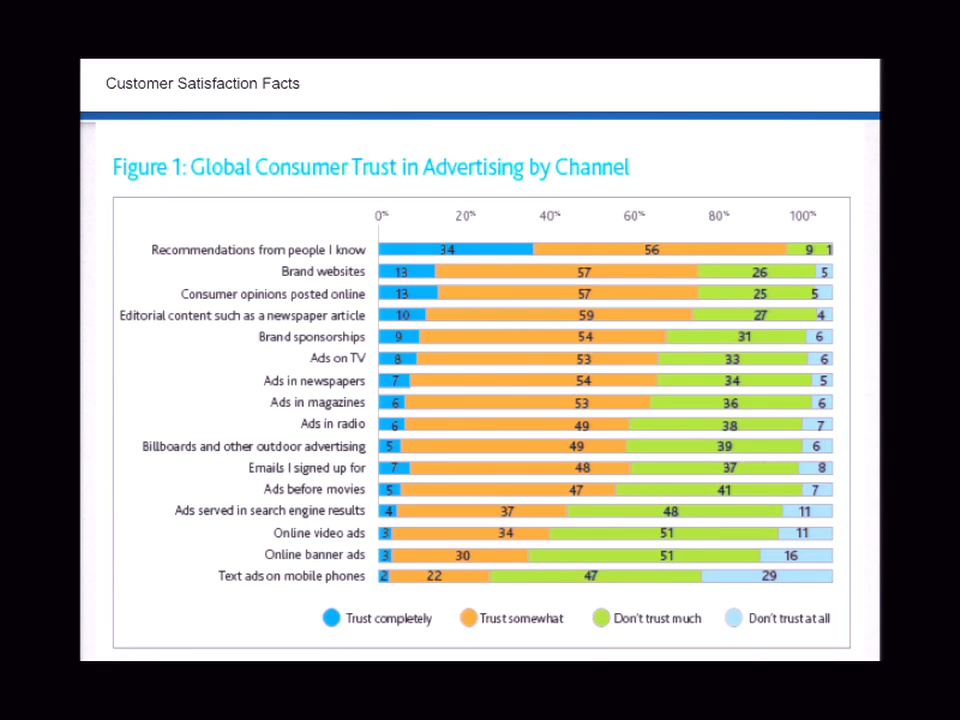 Customer Satisfaction Facts
Figure 1: Global Consumer Trust in Advertising by Channel
0% 20% 40% 60% 80% 100%
Recommendations from people I know 34 56 9 1
Brand websites 13 57 26 5
Consumer opinions posted online 13 57 25 5
Editorial content such as a newspaper article 10 59 27 4
Brand sponsorships 9 54 31 6
Ads on TV 8 53 33 6
Ads in newspapers 7 54 34 5
Ads in magazines 6 53 36 6
Ads in radio 6 49 38 7
Billboards and other outdoor advertising 5 49 39 6
Emails I signed up for 7 48 37 8
Ads before movies 5 47 41 7
Ads served in search engine results 4 37 48 11
Online video ads 3 34 51 11
Online banner ads 3 30 51 16
Text ads on mobile phones 2 22 47 29
Trust completely Trust somewhat Don't trust much Don't trust at all